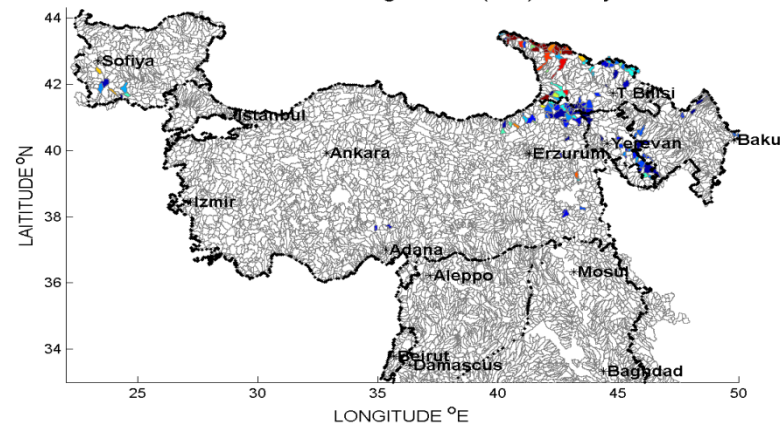 44
42
40
38
36
34
LAITITUDE °N
Sofiya
Istanbul
Ankara
Izmir
Adana
Erzurum
T Bilisi
Yerevan
Baku
Aleppo
Mosul
Beirut
Damascus
Baghdad
25 30 35 40 45 50
LONGITUDE °E